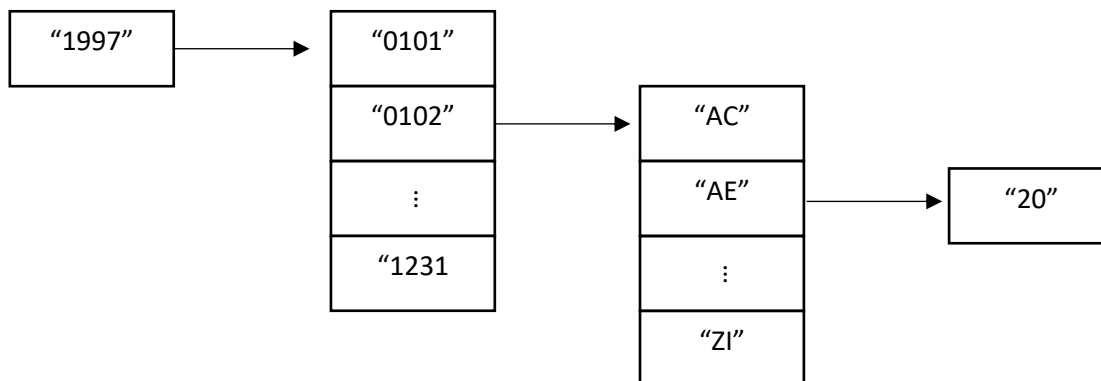 “1997”
“0101”
“0102”
⋮
“1231
“AC”
“AE”
⋮
“ZI”
“20”